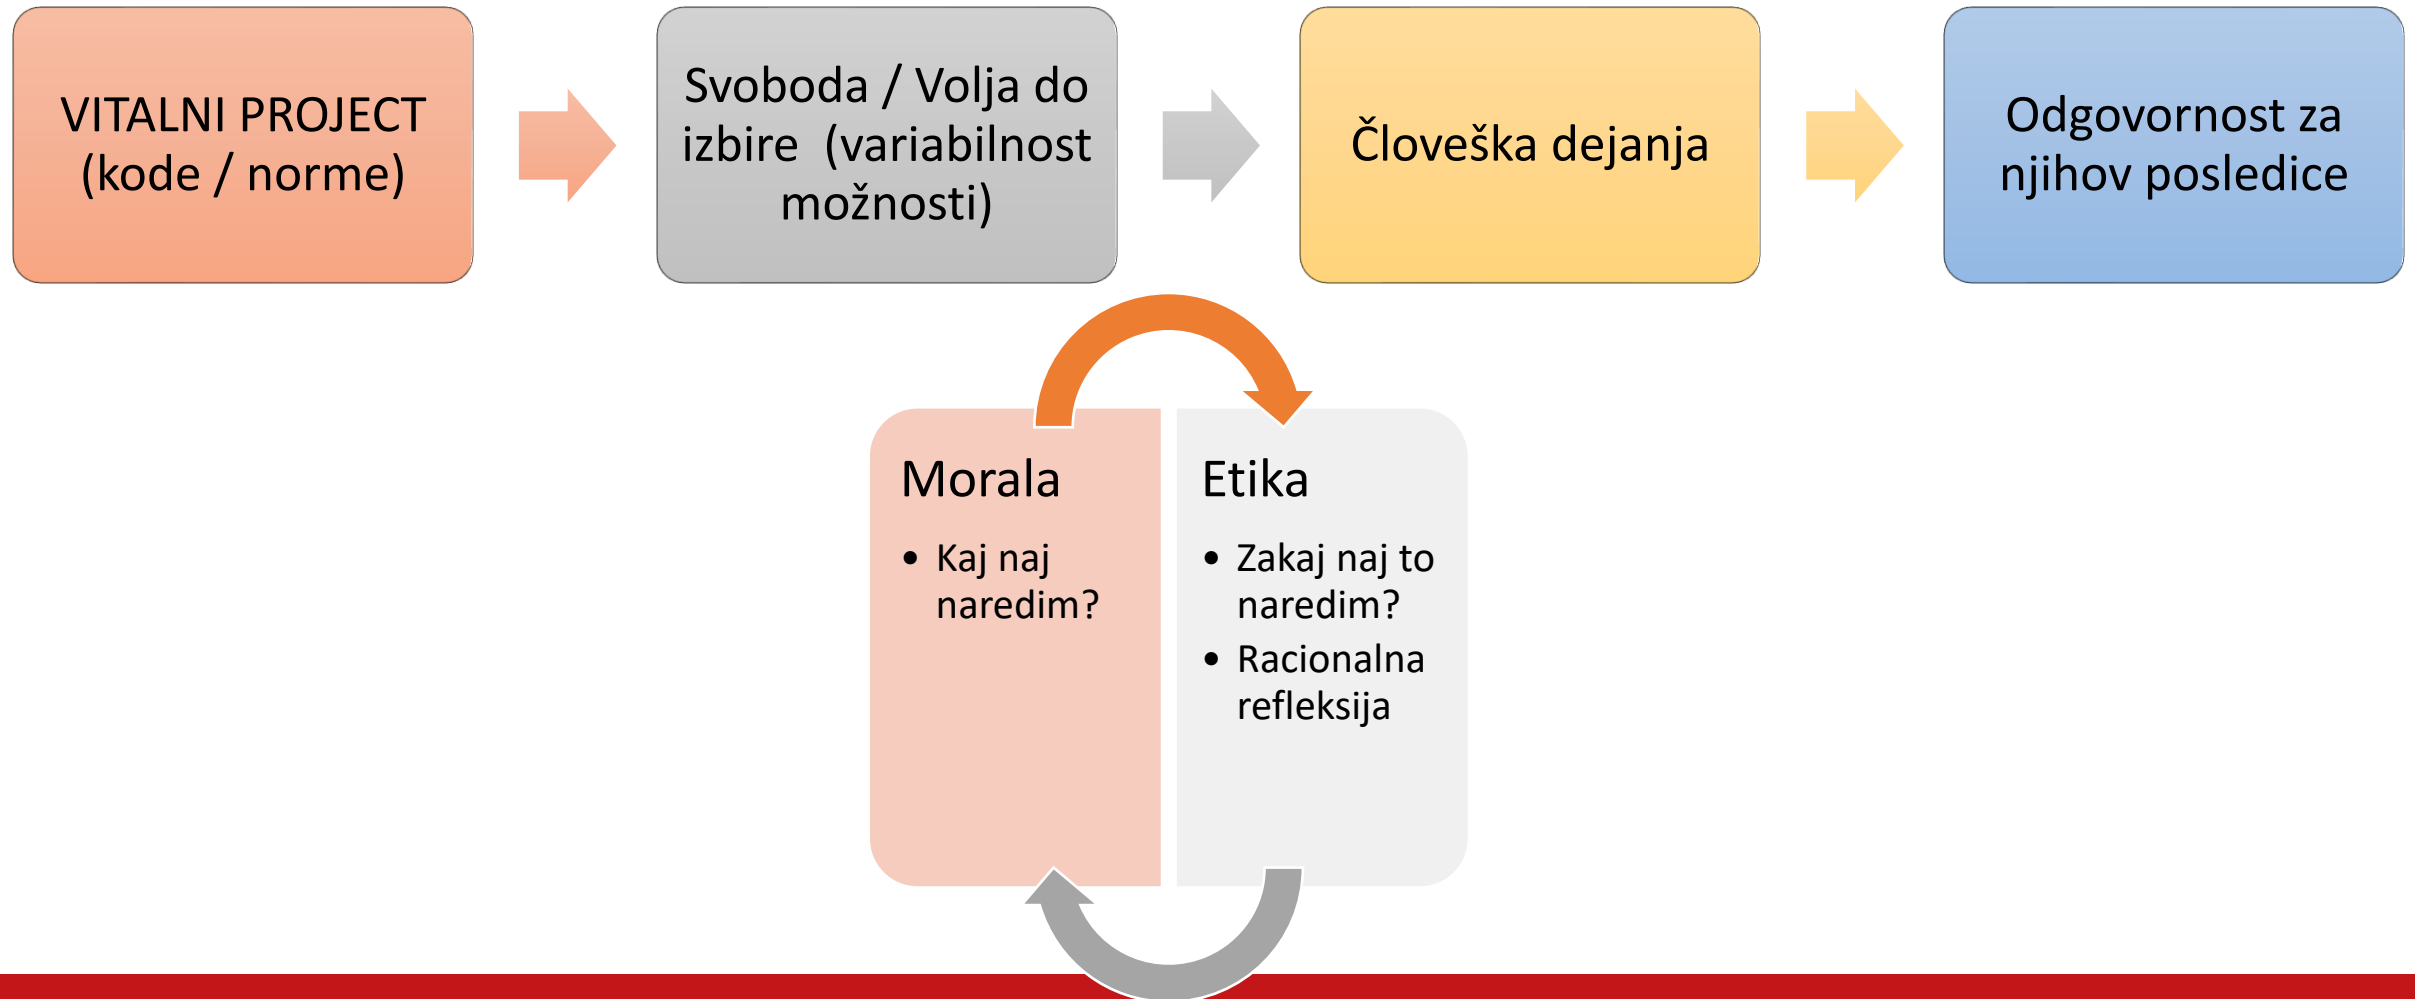 VITALNI PROJECT
(kode / norme)
Svoboda / Volja do
izbire  (variabilnost
možnosti)
Človeška dejanja
Odgovornost za
njihov posledice
Morala
• Kaj naj
naredim?
Etika
• Zakaj naj to
naredim?
• Racionalna
refleksija